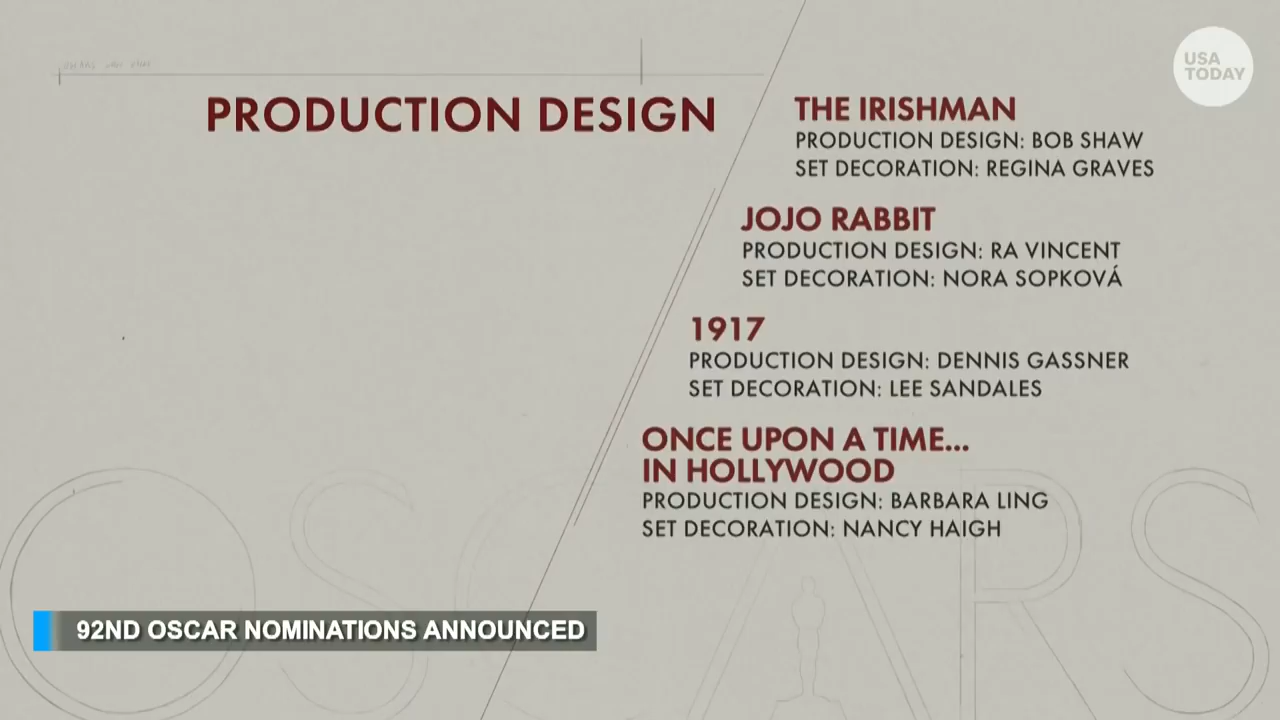 USA
TODAY
PRODUCTION DESIGN
THE IRISHMAN
PRODUCTION DESIGN: BOB SHAW
SET DECORATION: REGINA GRAVES
JOJO RABBIT
PRODUCTION DESIGN: RA VINCENT
SET DECORATION: NORA SOPKOVÁ
1917
PRODUCTION DESIGN: DENNIS GASSNER
SET DECORATION: LEE SANDALES
ONCE UPON A TIME...
IN HOLLYWOOD
PRODUCTION DESIGN: BARBARA LING
SET DECORATION: NANCY HAIGH
OSCARS
92ND OSCAR NOMINATIONS ANNOUNCED